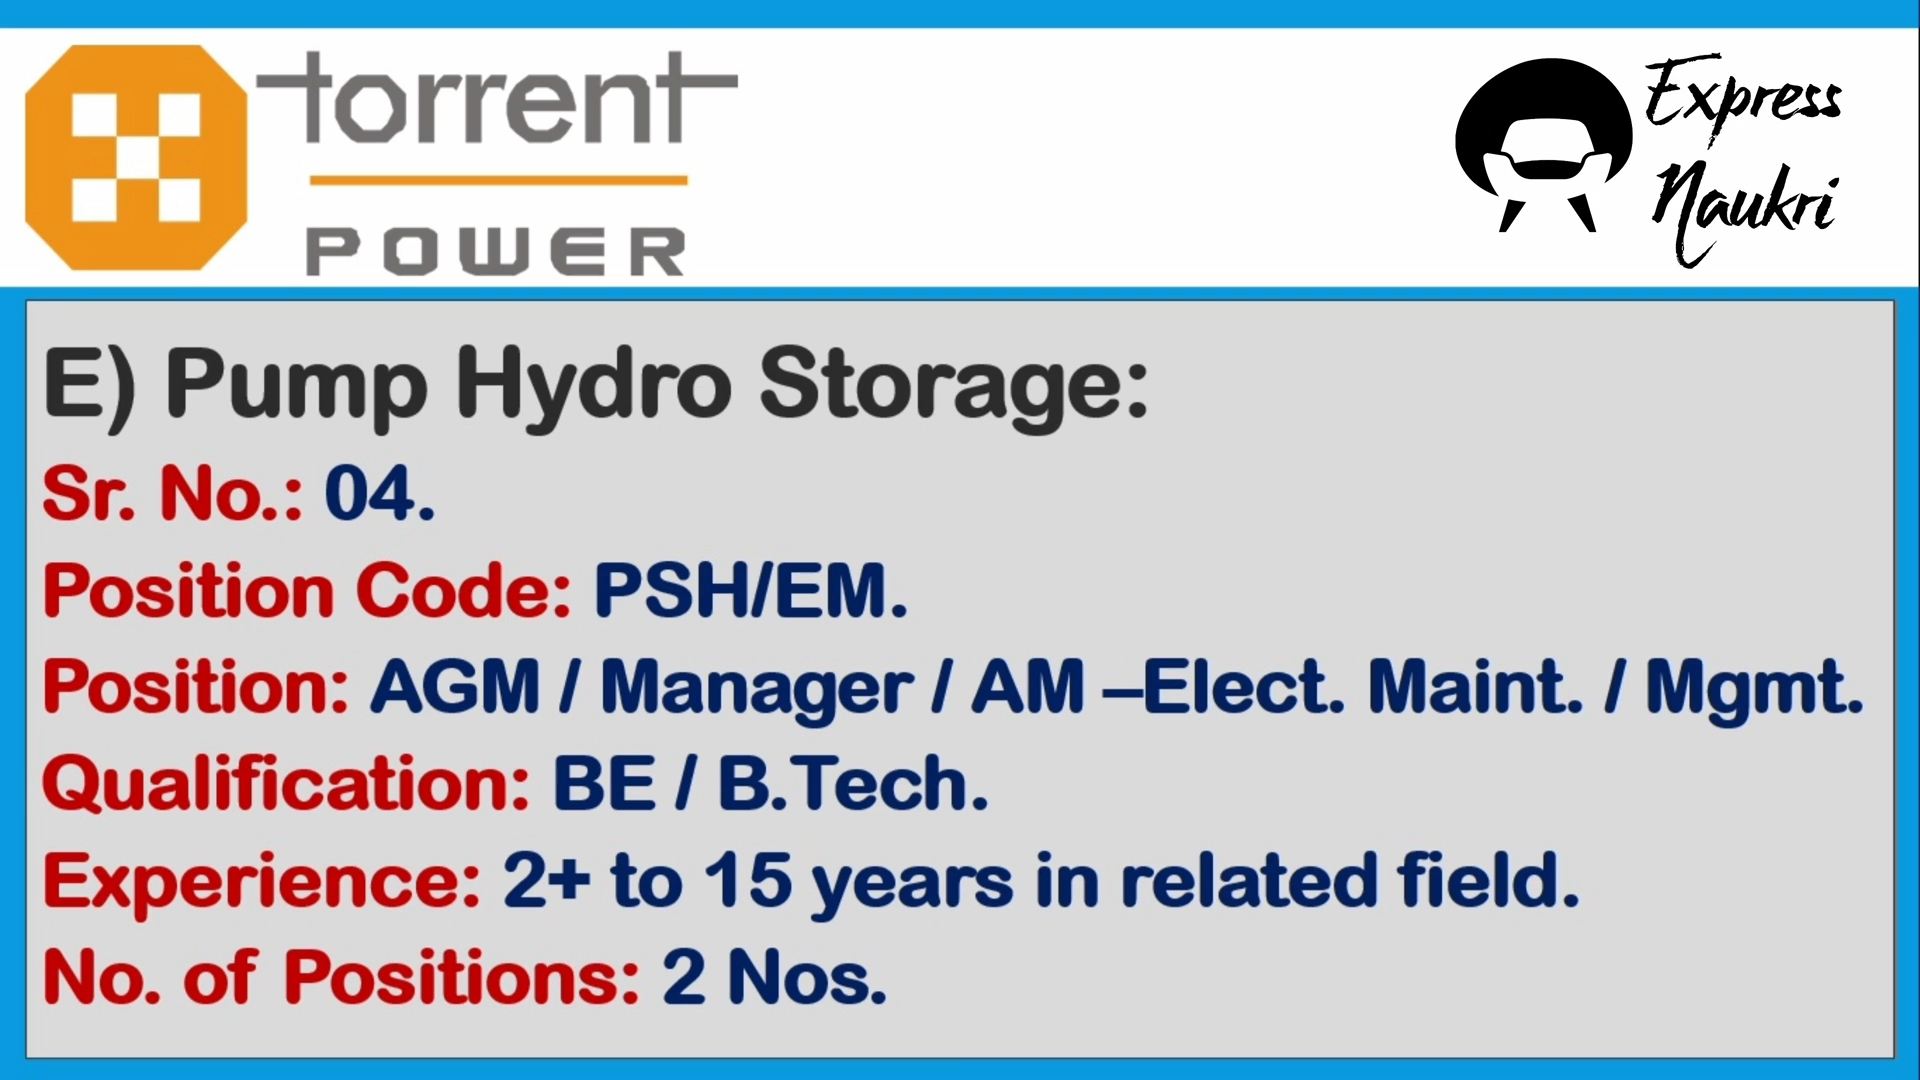 torrent
POWER
Express
Naukri
E) Pump Hydro Storage:
Sr. No.: 04.
Position Code: PSH/EM.
Position: AGM / Manager / AM –Elect. Maint. / Mgmt.
Qualification: BE / B.Tech.
Experience: 2+ to 15 years in related field.
No. of Positions: 2 Nos.